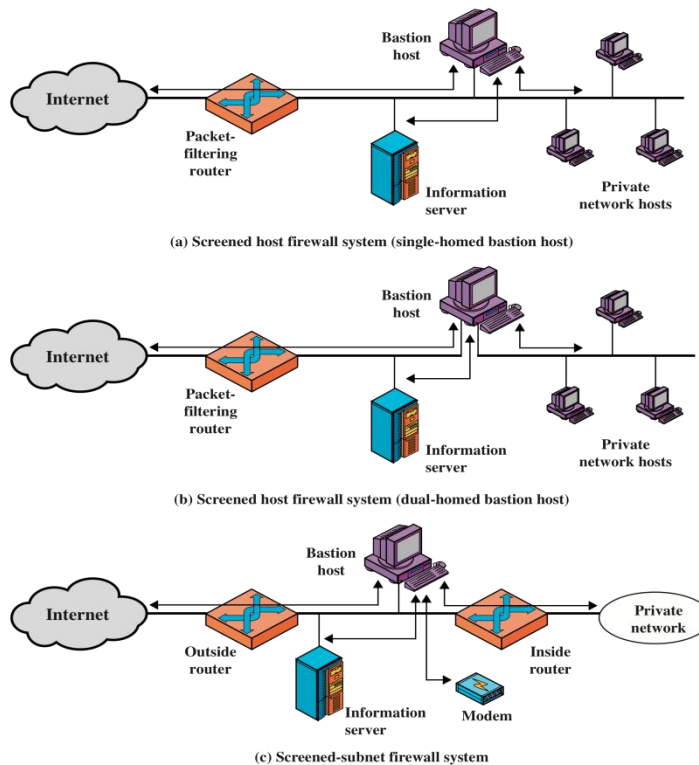 Bastion
host
Internet
Packet-
filtering
router
Information
server
Private
network hosts
(a) Screened host firewall system (single-homed bastion host)
Bastion
host
Internet
Packet-
filtering
router
Information
server
Private
network hosts
(b) Screened host firewall system (dual-homed bastion host)
Bastion
host
Internet
Private
network
Outside
router
Inside
router
Information
server
Modem
(c) Screened-subnet firewall system